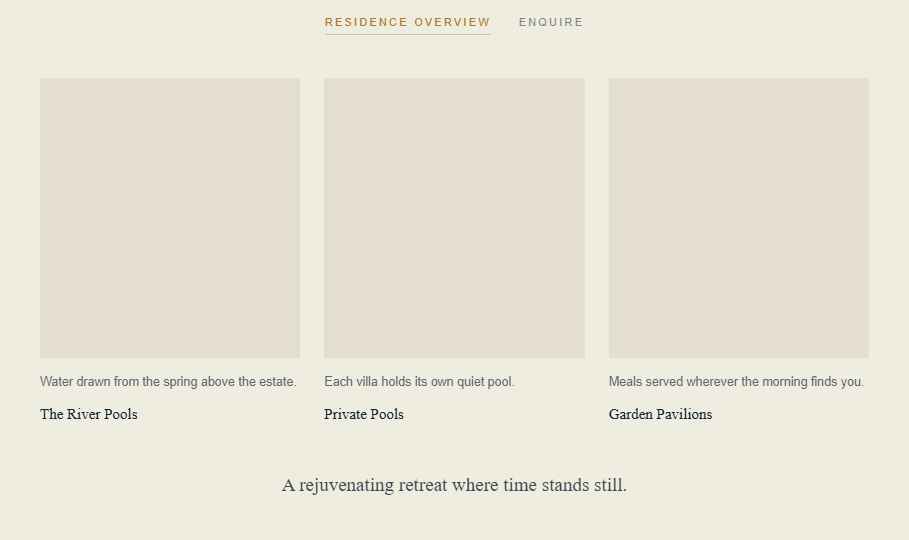 RESIDENCE OVERVIEW ENQUIRE
Water drawn from the spring above the estate.
The River Pools
Each villa holds its own quiet pool.
Private Pools
Meals served wherever the morning finds you.
Garden Pavilions
A rejuvenating retreat where time stands still.